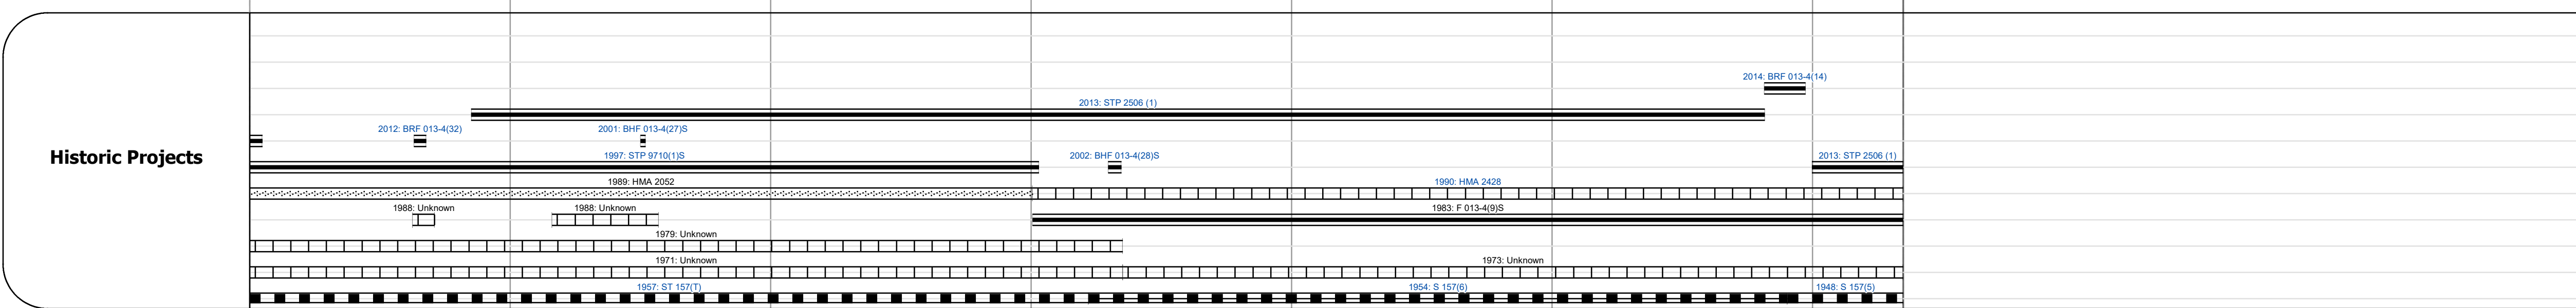 2014: BRF 013-4(14)
2013: STP 2506 (1)
2012: BRF 013-4(32)
2001: BHF 013-4(27)S
Historic Projects
1997: STP 9710(1)S
2002: BHF 013-4(28)S
2013: STP 2506 (1)
1989: HMA 2052
1990: HMA 2428
1988: Unknown
1988: Unknown
1983: F 013-4(9)S
1979: Unknown
1971: Unknown
1973: Unknown
1957: ST 157(T)
1954: S 157(6)
1948: S 157(5)